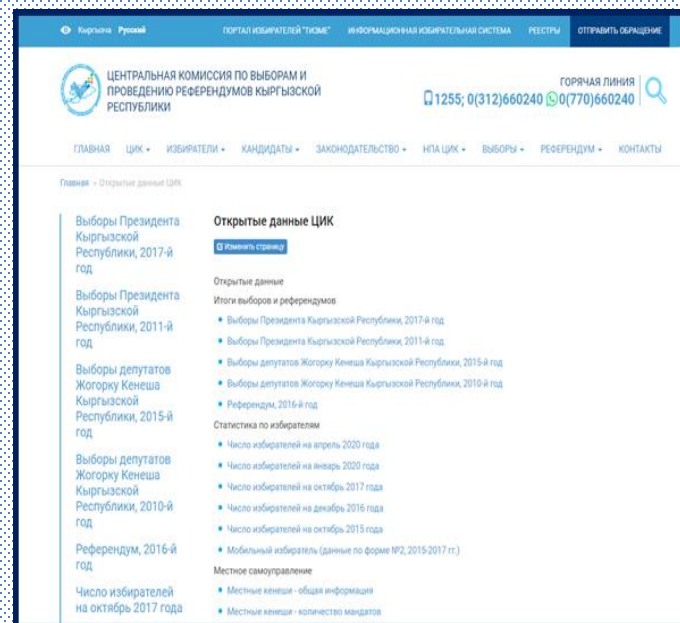 Кыргызча Русский
ПОРТАЛ ИЗБИРАТЕЛЕЙ "ТИЗМЕ"
ИНФОРМАЦИОННАЯ ИЗБИРАТЕЛЬНАЯ СИСТЕМА
РЕЕСТРЫ
ОТПРАВИТЬ ОБРАЩЕНИЕ
ЦЕНТРАЛЬНАЯ КОМИССИЯ ПО ВЫБОРАМ И
ПРОВЕДЕНИЮ РЕФЕРЕНДУМОВ КЫРГЫЗСКОЙ
РЕСПУБЛИКИ
ГОРЯЧАЯ ЛИНИЯ
1255; 0(312)660240 0(770)660240
ГЛАВНАЯ ЦИК ИЗБИРАТЕЛИ КАНДИДАТЫ ЗАКОНОДАТЕЛЬСТВО НПА ЦИК ВЫБОРЫ РЕФЕРЕНДУМ КОНТАКТЫ
Главная » Открытые данные ЦИК
Выборы Президента
Кыргызской
Республики, 2017-й
год
Выборы Президента
Кыргызской
Республики, 2011-й
год
Выборы депутатов
Жогорку Кенеша
Кыргызской
Республики, 2015-й
год
Выборы депутатов
Жогорку Кенеша
Кыргызской
Республики, 2010-й
год
Референдум, 2016-й
год
Число избирателей
на октябрь 2017 года
Открытые данные ЦИК
Изменить страницу
Открытые данные
Итоги выборов и референдумов
Выборы Президента Кыргызской Республики, 2017-й год
Выборы Президента Кыргызской Республики, 2011-й год
Выборы депутатов Жогорку Кенеша Кыргызской Республики, 2015-й год
Выборы депутатов Жогорку Кенеша Кыргызской Республики, 2010-й год
Референдум, 2016-й год
Статистика по избирателям
Число избирателей на апрель 2020 года
Число избирателей на январь 2020 года
Число избирателей на октябрь 2017 года
Число избирателей на декабрь 2016 года
Число избирателей на октябрь 2015 года
Мобильный избиратель (данные по форме №2, 2015-2017 гг.)
Местное самоуправление
Местные кенеши - общая информация
Местные кенеши - количество мандатов